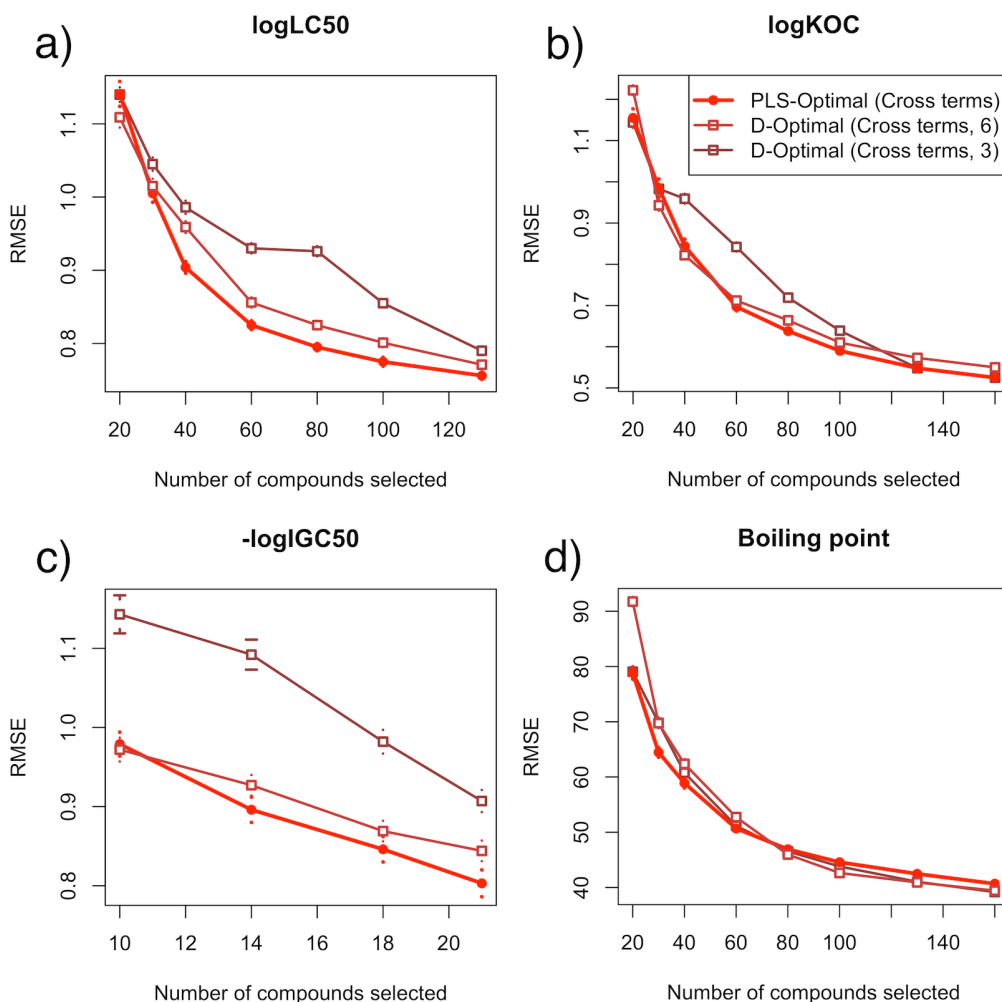 a)
logLC50
RMSE
1.1
1.0
0.9
0.8
20 40 60 80 100 120
Number of compounds selected
b)
logKOC
PLS-Optimal (Cross terms)
D-Optimal (Cross terms, 6)
D-Optimal (Cross terms, 3)
RMSE
1.1
0.9
0.7
0.5
20 40 60 80 100 140
Number of compounds selected
c)
-logIGC50
RMSE
1.1
1.0
0.9
0.8
10 12 14 16 18 20
Number of compounds selected
d)
Boiling point
RMSE
90
80
70
60
50
40
20 40 60 80 100 140
Number of compounds selected